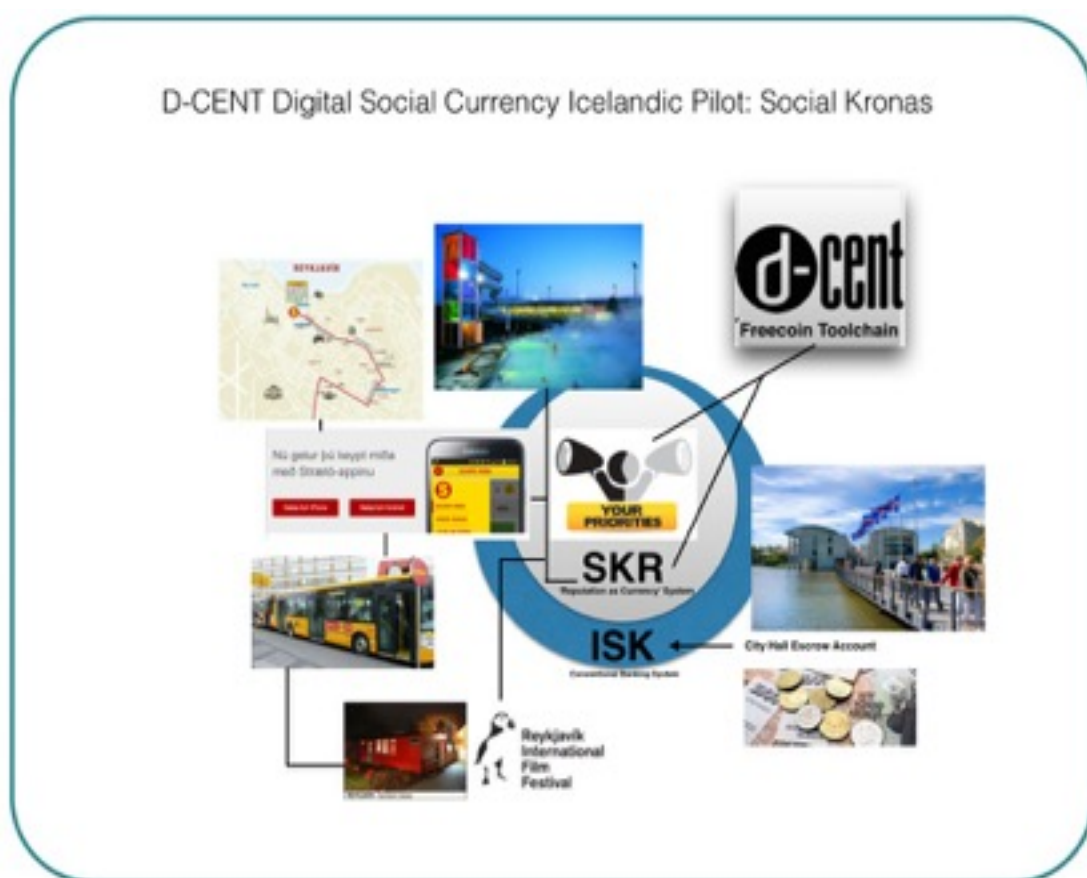 D-CENT Digital Social Currency Icelandic Pilot: Social Kronas
d-cent
Freecoin Toolchain
REYKJAVIK
Nú getur þú keypt miða
með Strætó-appinu
YOUR
PRIORITIES
SKR
'Reputation as Currency' System
ISK
Conventional Banking System
City Hall Escrow Account
Reykjavík
International
Film
Festival